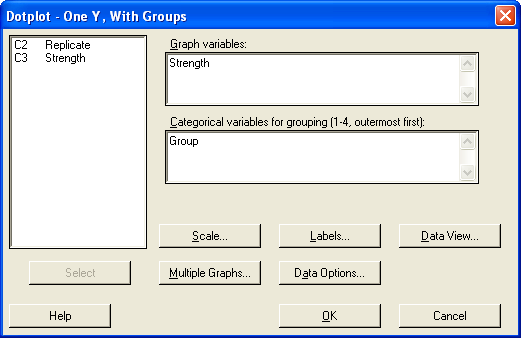 Dotplot - One Y, With Groups
C2 Replicate
C3 Strength
Graph variables:
Strength
Categorical variables for grouping (1-4, outermost first):
Group
Scale...
Labels...
Data View...
Select
Multiple Graphs...
Data Options...
Help
OK
Cancel